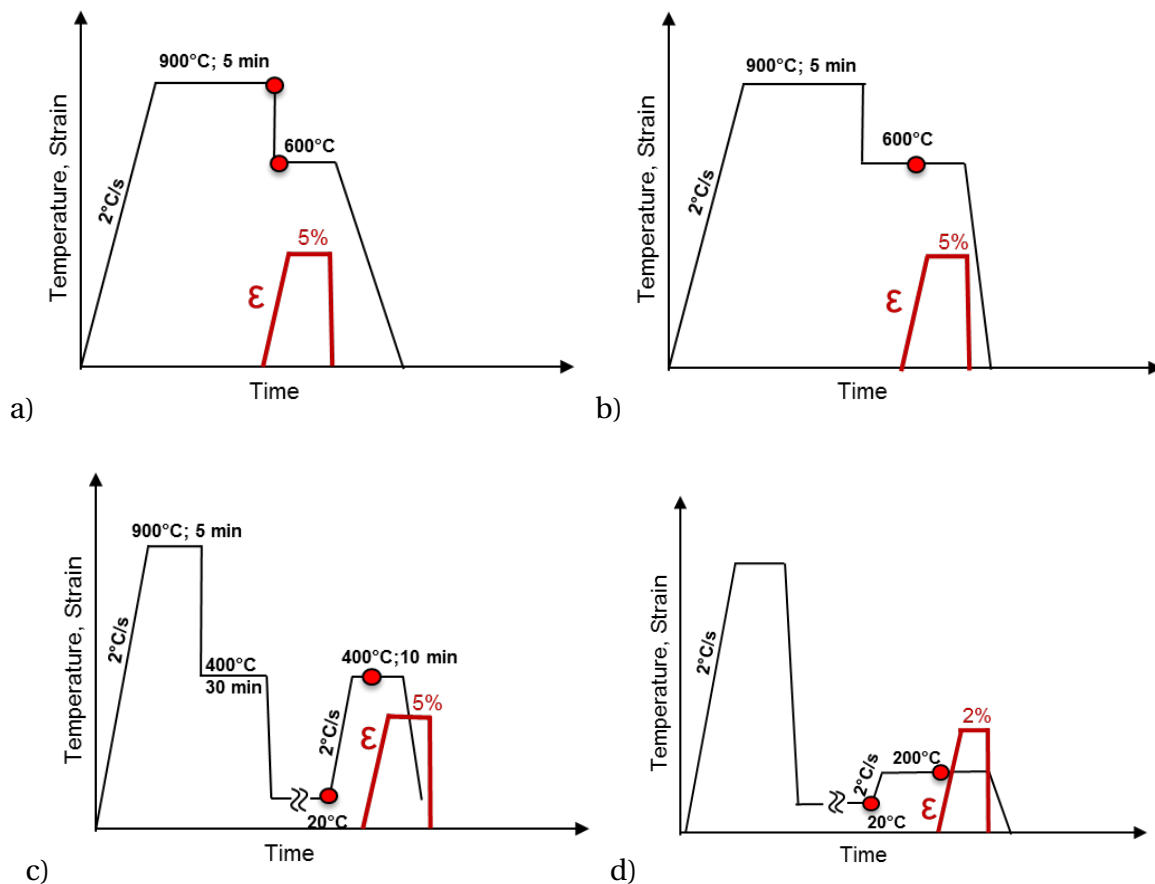 900°C; 5 min
600°C
2°C/s
5%
ε
Temperature, Strain
Time
a)
900°C; 5 min
600°C
2°C/s
5%
ε
Temperature, Strain
Time
b)
900°C; 5 min
2°C/s
400°C
30 min
400°C;10 min
2°C/s
5%
ε
20°C
Temperature, Strain
Time
c)
2°C/s
2%
200°C
2°C/s
ε
20°C
Temperature, Strain
Time
d)